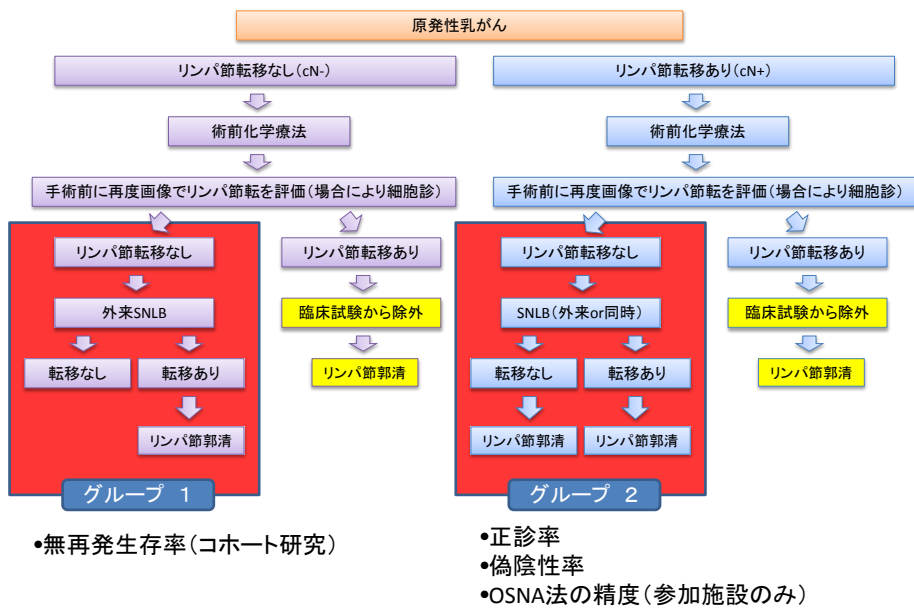 原発性乳がん
リンパ節転移なし（cN-）
リンパ節転移あり（cN+）
術前化学療法
術前化学療法
手術前に再度画像でリンパ節転を評価（場合により細胞診）
手術前に再度画像でリンパ節転を評価（場合により細胞診）
リンパ節転移なし
リンパ節転移あり
リンパ節転移なし
リンパ節転移あり
外来SNLB
臨床試験から除外
SNLB（外来or同時）
臨床試験から除外
転移なし
転移あり
リンパ節郭清
転移なし
転移あり
リンパ節郭清
リンパ節郭清
リンパ節郭清
リンパ節郭清
グループ　1
グループ　2
•無再発生存率（コホート研究）
•正診率
•偽陰性率
•OSNA法の精度（参加施設のみ）